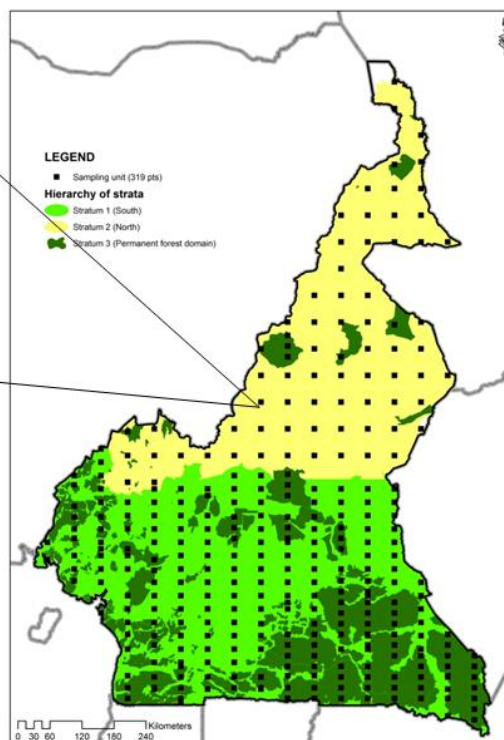 LEGEND
Sampling unit (319 pts)
Hierarchy of strata
Stratum 1 (South)
Stratum 2 (North)
Stratum 3 (Permanent forest domain)
Kilometers
0 30 60 120 180 240